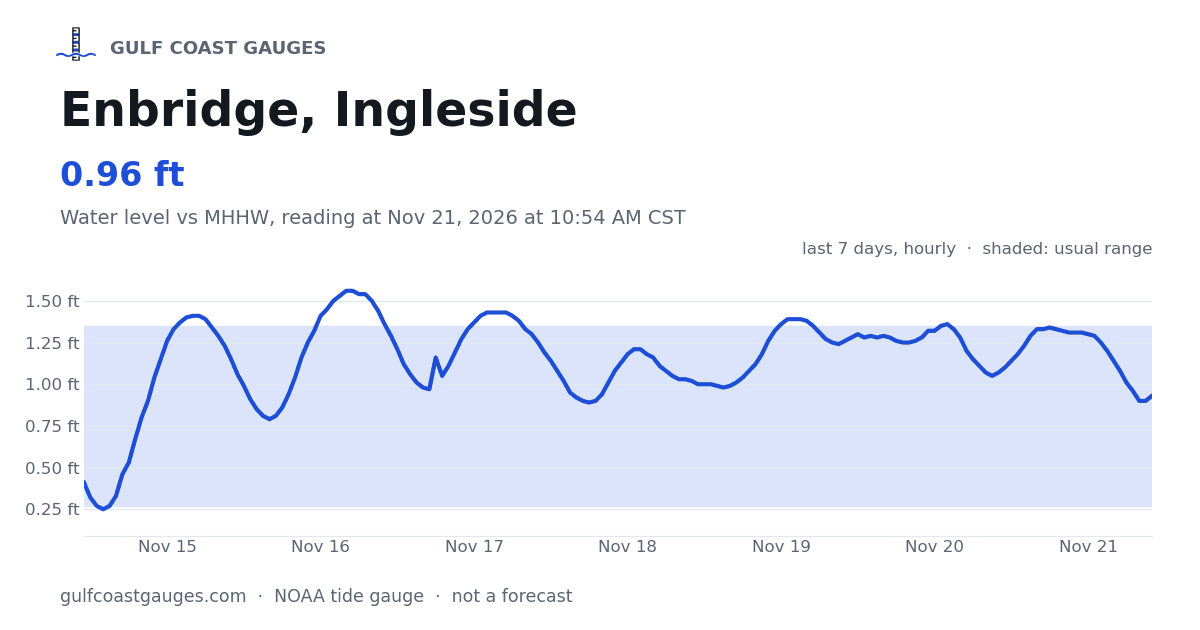 GULF COAST GAUGES
Enbridge, Ingleside
0.96 ft
Water level vs MHHW, reading at Nov 21, 2026 at 10:54 AM CST
last 7 days, hourly · shaded: usual range
1.50 ft
1.25 ft
1.00 ft
0.75 ft
0.50 ft
0.25 ft
Nov 15 Nov 16 Nov 17 Nov 18 Nov 19 Nov 20 Nov 21
gulfcoastgauges.com · NOAA tide gauge · not a forecast